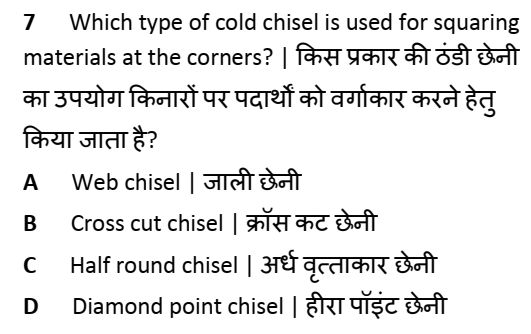 7 Which type of cold chisel is used for squaring
materials at the corners? | किस प्रकार की ठंडी छेनी
का उपयोग किनारों पर पदार्थों को वर्गाकार करने हेतु
किया जाता है?
A Web chisel | जाली छेनी
B Cross cut chisel | क्रॉस कट छेनी
C Half round chisel | अर्ध वृत्ताकार छेनी
D Diamond point chisel | हीरा पॉइंट छेनी